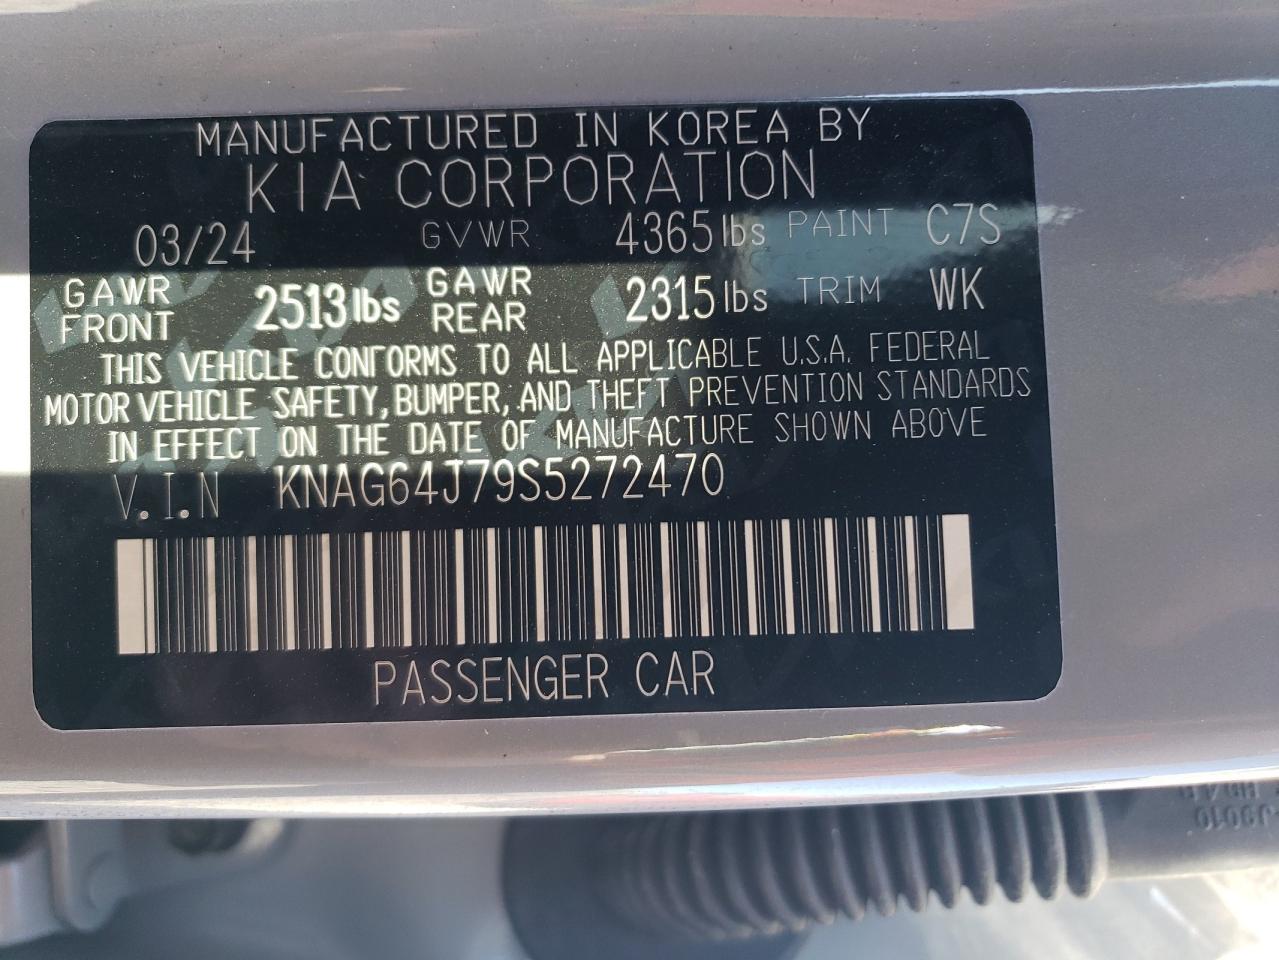 MANUFACTURED IN KOREA BY
KIA CORPORATION
03/24 GVWR 4365 lbs PAINT C7S
GAWR FRONT 2513 lbs GAWR REAR 2315 lbs TRIM WK
THIS VEHICLE CONFORMS TO ALL APPLICABLE U.S.A. FEDERAL
MOTOR VEHICLE SAFETY, BUMPER, AND THEFT PREVENTION STANDARDS
IN EFFECT ON THE DATE OF MANUFACTURE SHOWN ABOVE
V.I.N KNAG64J79S5272470
PASSENGER CAR